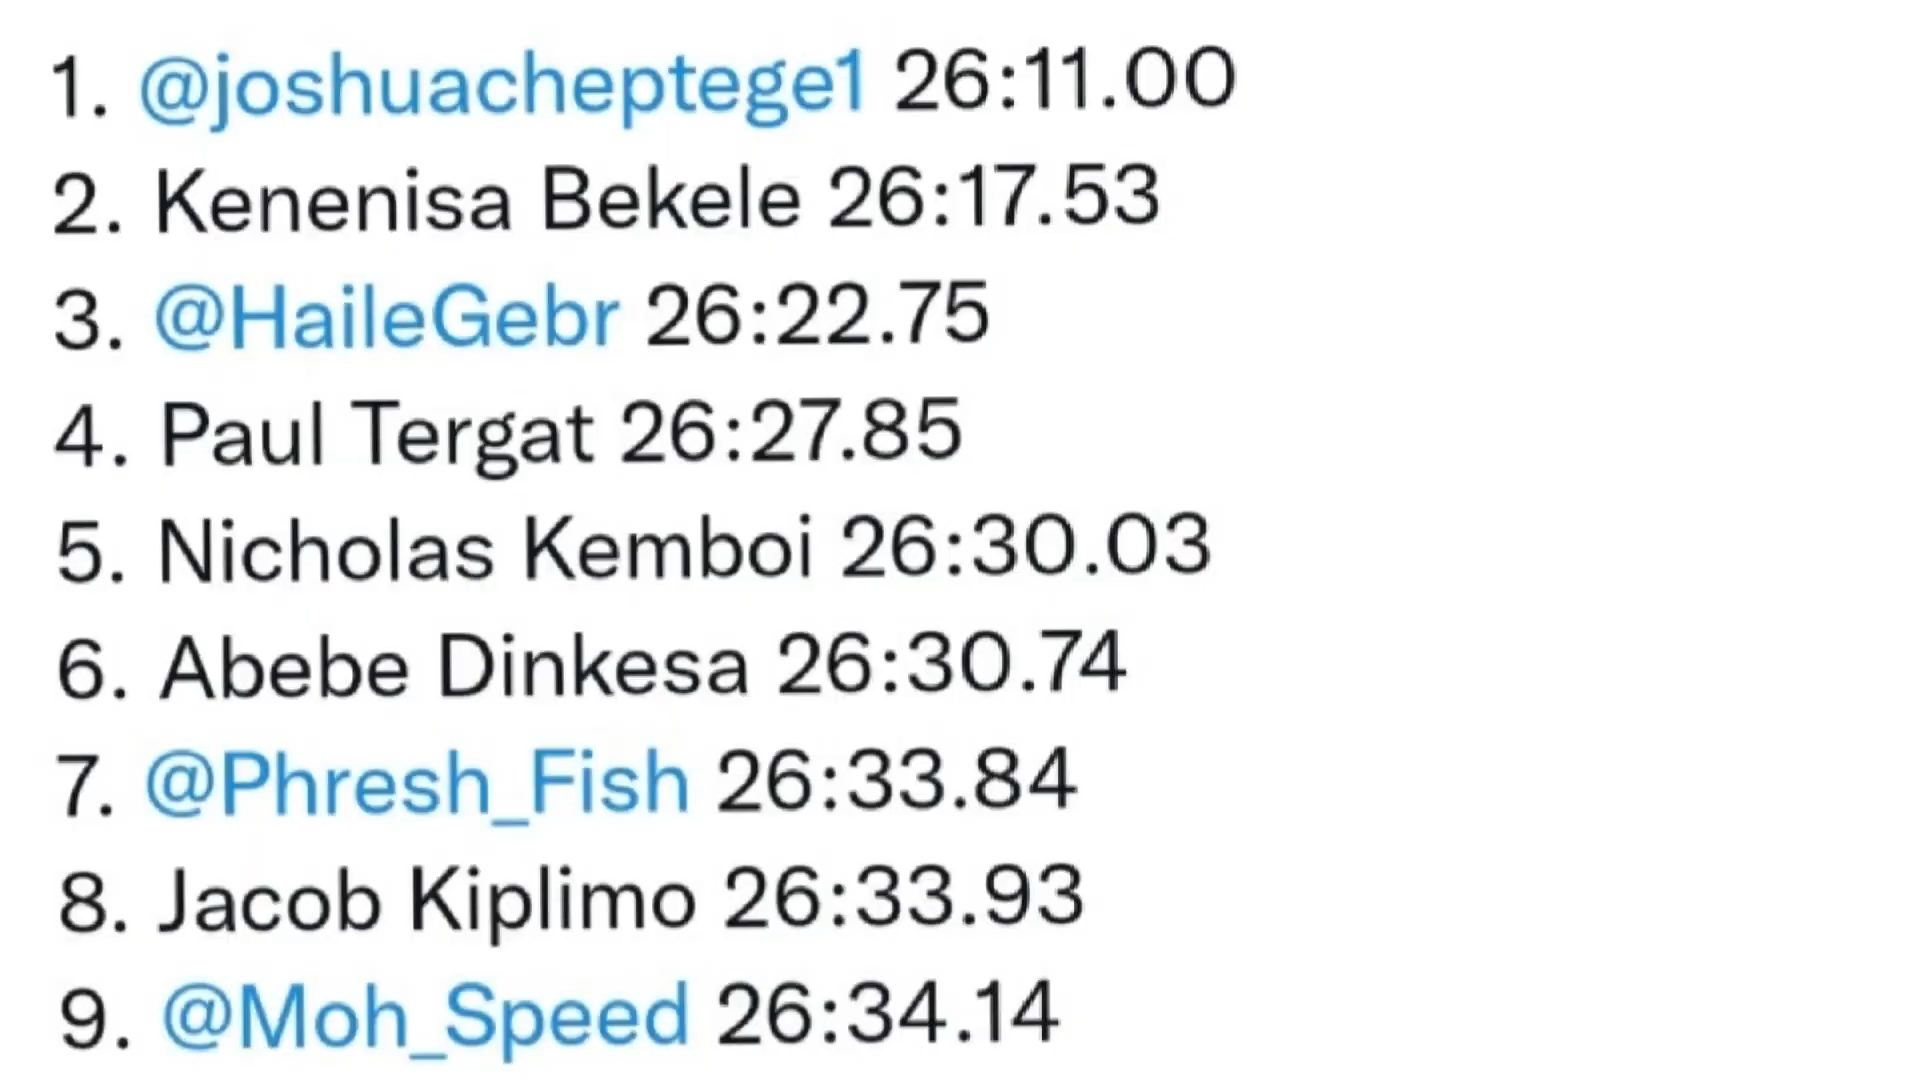 1. @joshuacheptege1 26:11.00
2. Kenenisa Bekele 26:17.53
3. @HaileGebr 26:22.75
4. Paul Tergat 26:27.85
5. Nicholas Kemboi 26:30.03
6. Abebe Dinkesa 26:30.74
7. @Phresh_Fish 26:33.84
8. Jacob Kiplimo 26:33.93
9. @Moh_Speed 26:34.14